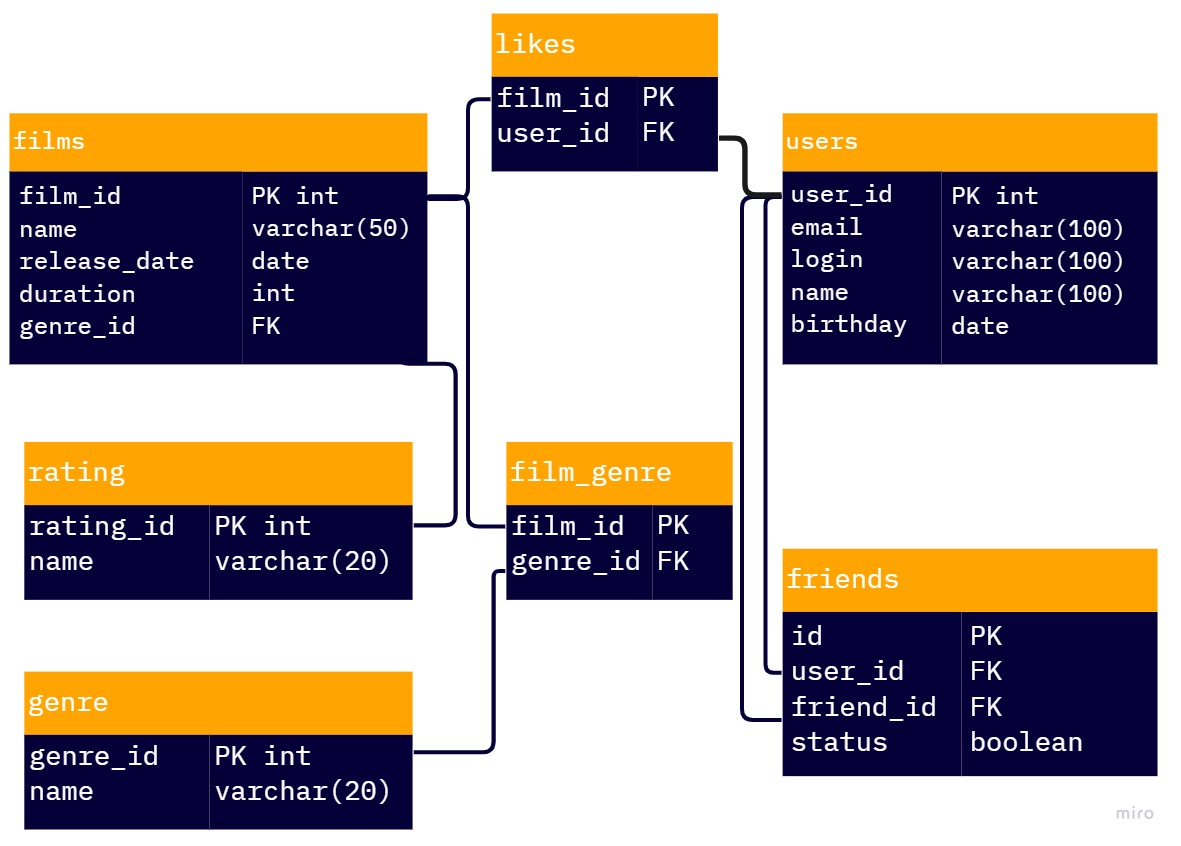 likes
film_id PK
user_id FK
films
film_id PK int
name varchar(50)
release_date date
duration int
genre_id FK
users
user_id PK int
email varchar(100)
login varchar(100)
name varchar(100)
birthday date
rating
rating_id PK int
name varchar(20)
film_genre
film_id PK
genre_id FK
friends
id PK
user_id FK
friend_id FK
status boolean
genre
genre_id PK int
name varchar(20)
miro